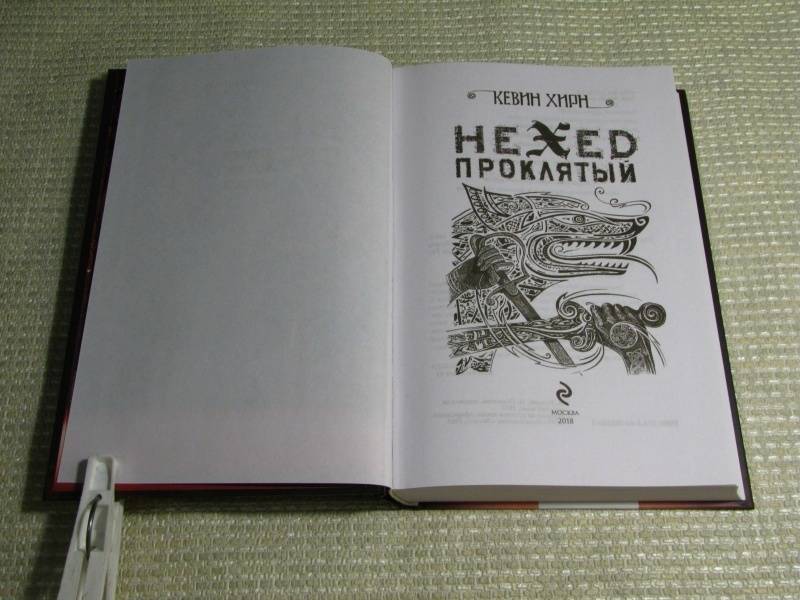 КЕВИН ХИРН
HEXED
ПРОКЛЯТЫЙ
МОСКВА
2018